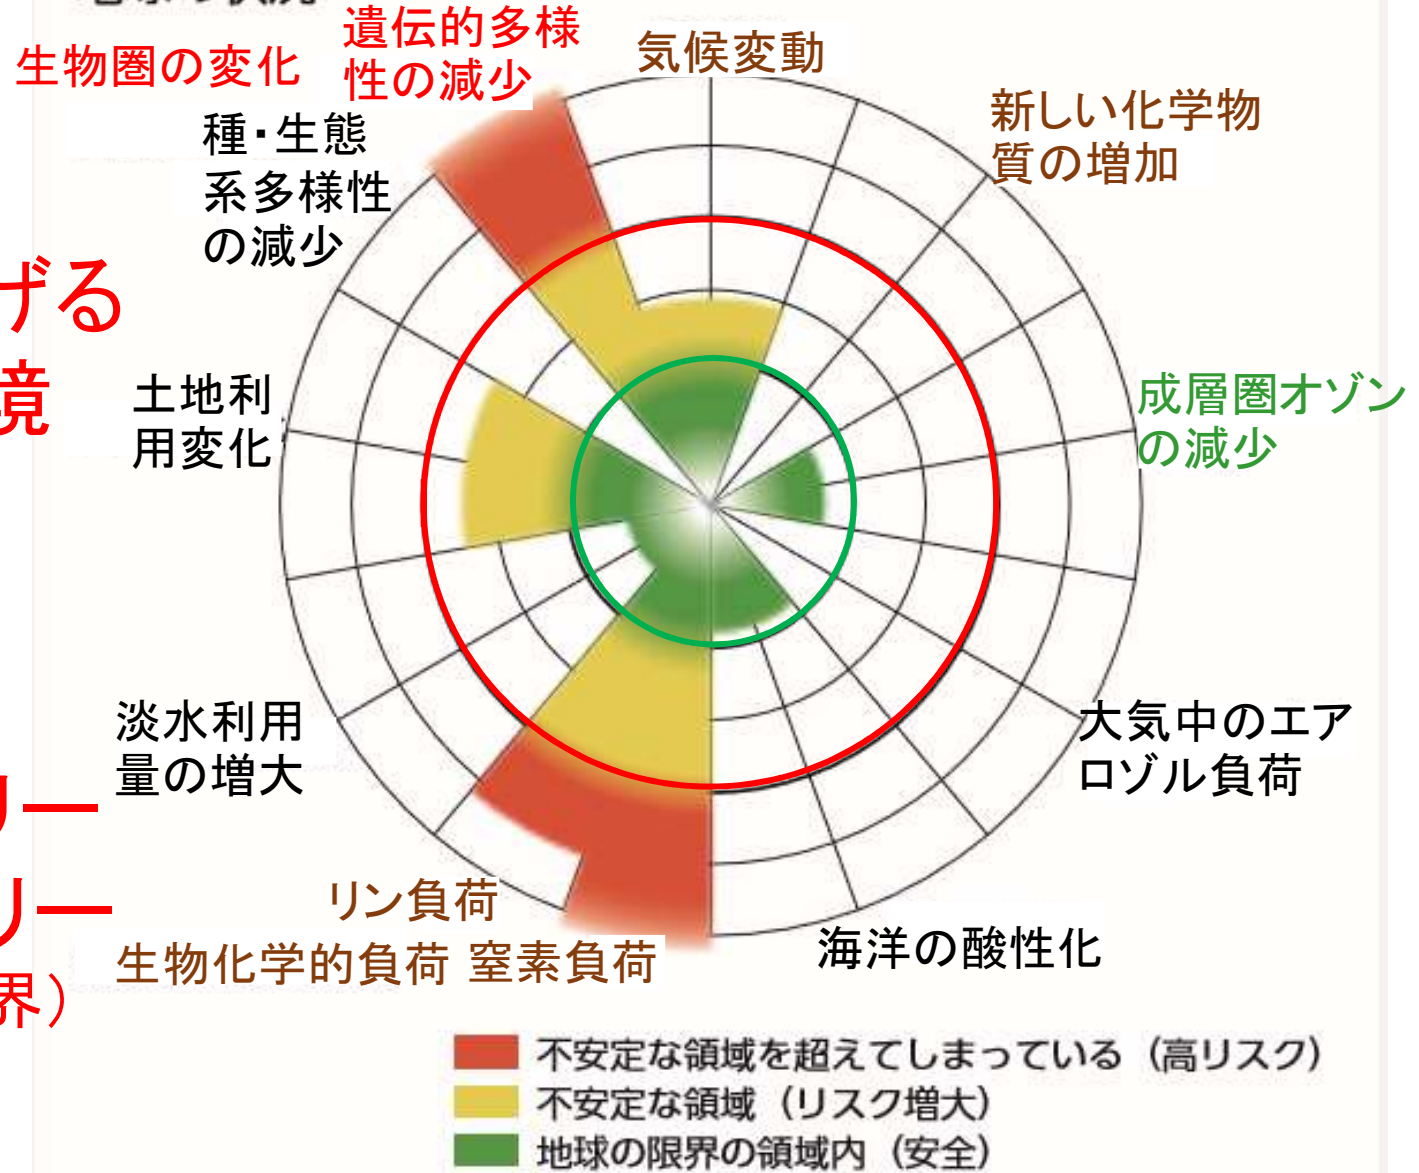 遺伝的多様
性の減少
生物圏の変化
気候変動
新しい化学物
質の増加
種・生態
系多様性
の減少
げる
境
土地利
用変化
成層圏オゾン
の減少
淡水利用
量の増大
大気中のエア
ロゾル負荷
リー
リー
界）
リン負荷
生物化学的負荷 窒素負荷
海洋の酸性化
不安定な領域を超えてしまっている（高リスク）
不安定な領域（リスク増大）
地球の限界の領域内（安全）